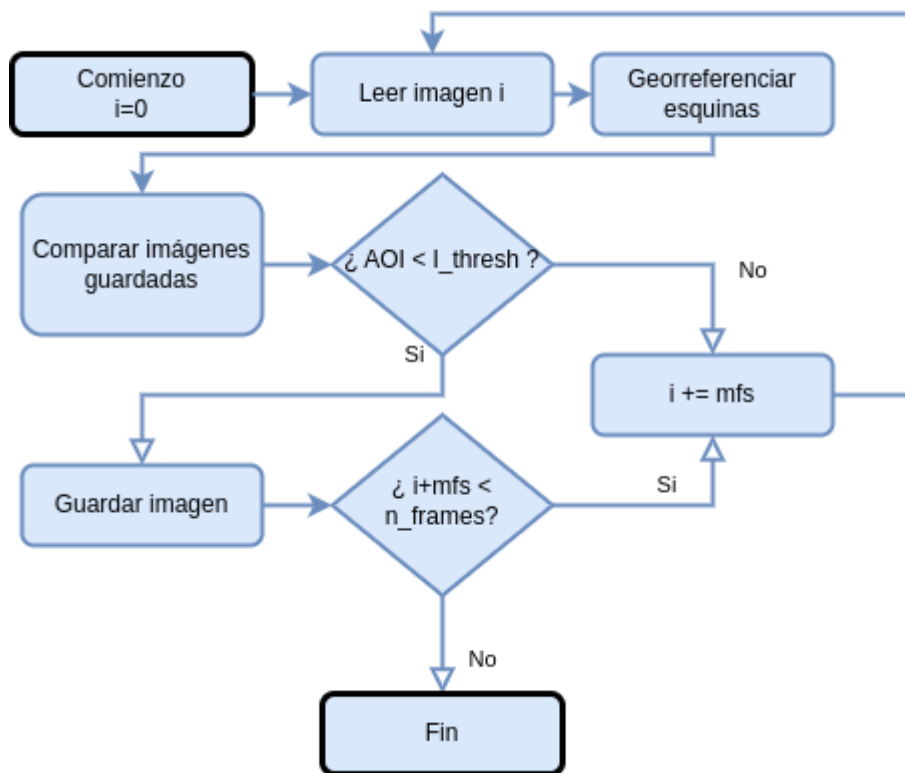 Comienzo
i=0
Leer imagen i
Georreferenciar
esquinas
Comparar imágenes
guardadas
¿ AOI < I_thresh ?
No
Si
i += mfs
Guardar imagen
¿ i+mfs <
n_frames?
Si
No
Fin